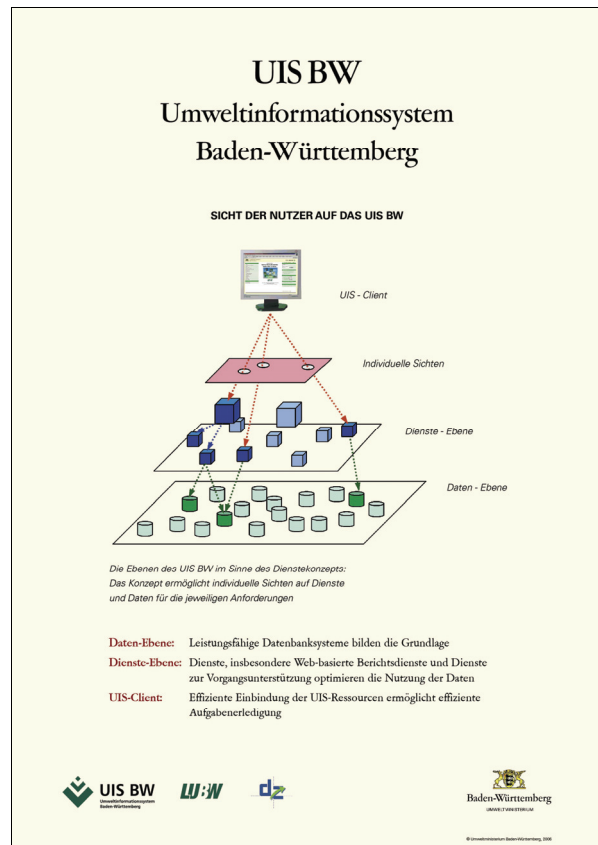 UIS BW
Umweltinformationssystem
Baden-Württemberg
SICHT DER NUTZER AUF DAS UIS BW
UIS - Client
Individuelle Sichten
Dienste - Ebene
Daten - Ebene
Die Ebenen des UIS BW im Sinne des Dienstekonzepts:
Das Konzept ermöglicht individuelle Sichten auf Dienste
und Daten für die jeweiligen Anforderungen
Daten-Ebene: Leistungsfähige Datenbanksysteme bilden die Grundlage
Dienste-Ebene: Dienste, insbesondere Web-basierte Berichtsdienste und Dienste
zur Vorgangsunterstützung optimieren die Nutzung der Daten
UIS-Client: Effiziente Einbindung der UIS-Ressourcen ermöglicht effiziente
Aufgabenerledigung
UIS BW
Umweltinformationssystem
Baden-Württemberg
LUBW
dz
Baden-Württemberg
UMWELTMINISTERIUM
© Umweltministerium Baden-Württemberg, 2006